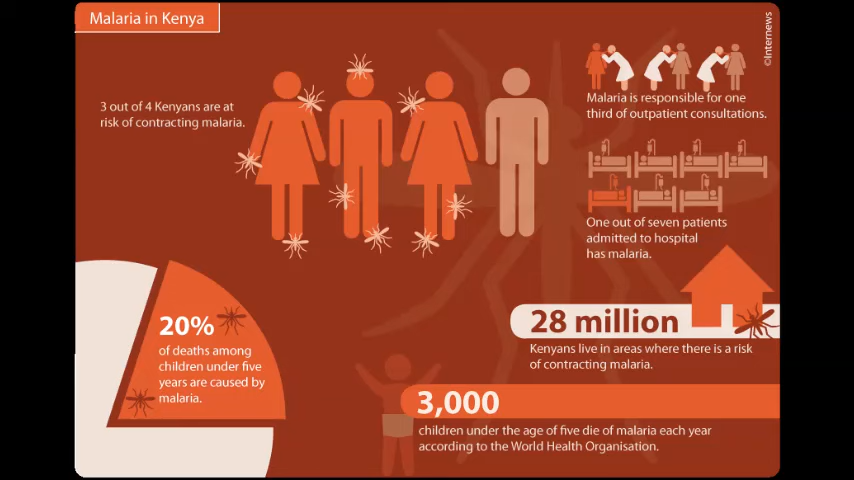 Malaria in Kenya
©Internews
3 out of 4 Kenyans are at
risk of contracting malaria.
Malaria is responsible for one
third of outpatient consultations.
One out of seven patients
admitted to hospital
has malaria.
20%
of deaths among
children under five
years are caused by
malaria.
28 million
Kenyans live in areas where there is a risk
of contracting malaria.
3,000
children under the age of five die of malaria each year
according to the World Health Organisation.